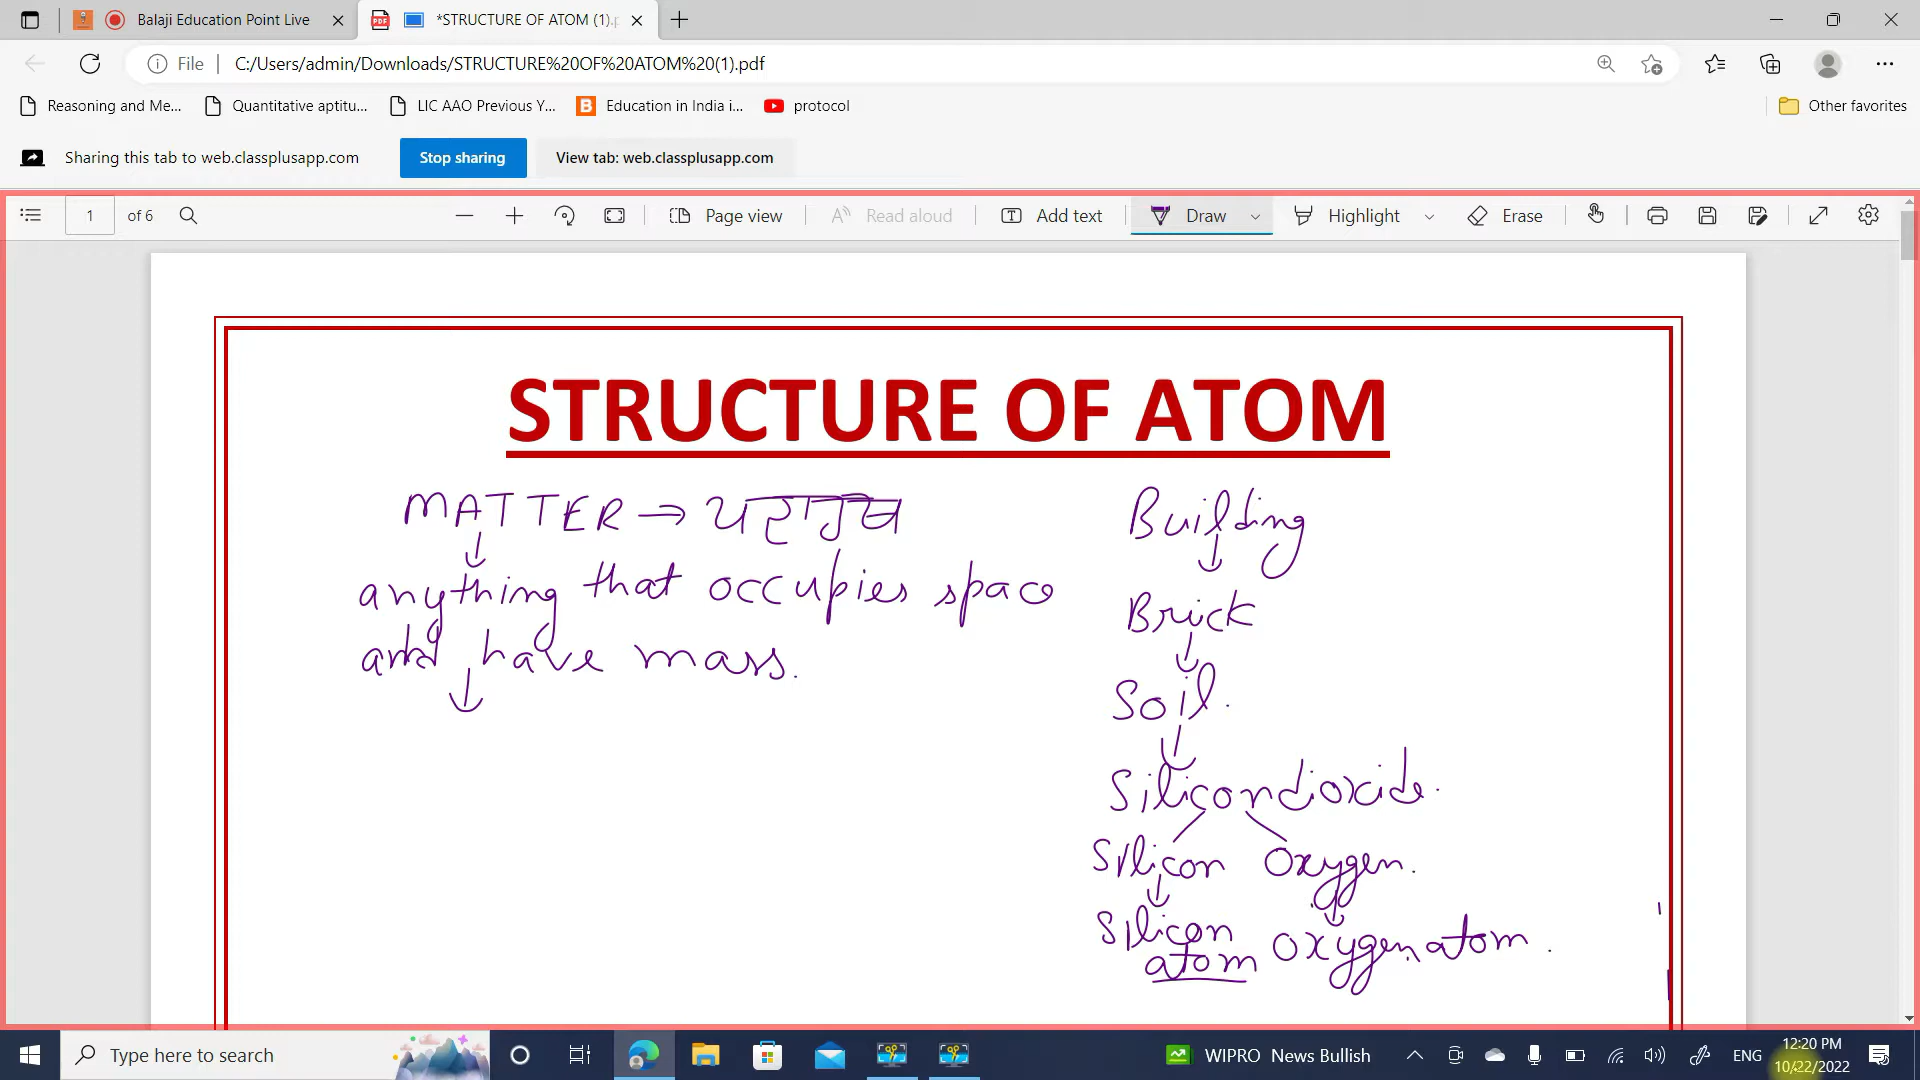 Balaji Education Point Live
*STRUCTURE OF ATOM (1).p
File
C:/Users/admin/Downloads/STRUCTURE%20OF%20ATOM%20(1).pdf
Reasoning and Me...
Quantitative aptitu...
LIC AAO Previous Y...
Education in India i...
protocol
Other favorites
Sharing this tab to web.classplusapp.com
Stop sharing
View tab: web.classplusapp.com
1 of 6
Page view
Read aloud
Add text
Draw
Highlight
Erase
STRUCTURE OF ATOM
MATTER → पदार्थ
anything that occupies space
and have mass.
Building
Brick
Soil.
Silicondioxide.
Silicon Oxygen.
Silicon Oxygen atom.
atom
Type here to search
WIPRO News Bullish
ENG
12:20 PM
10/22/2022